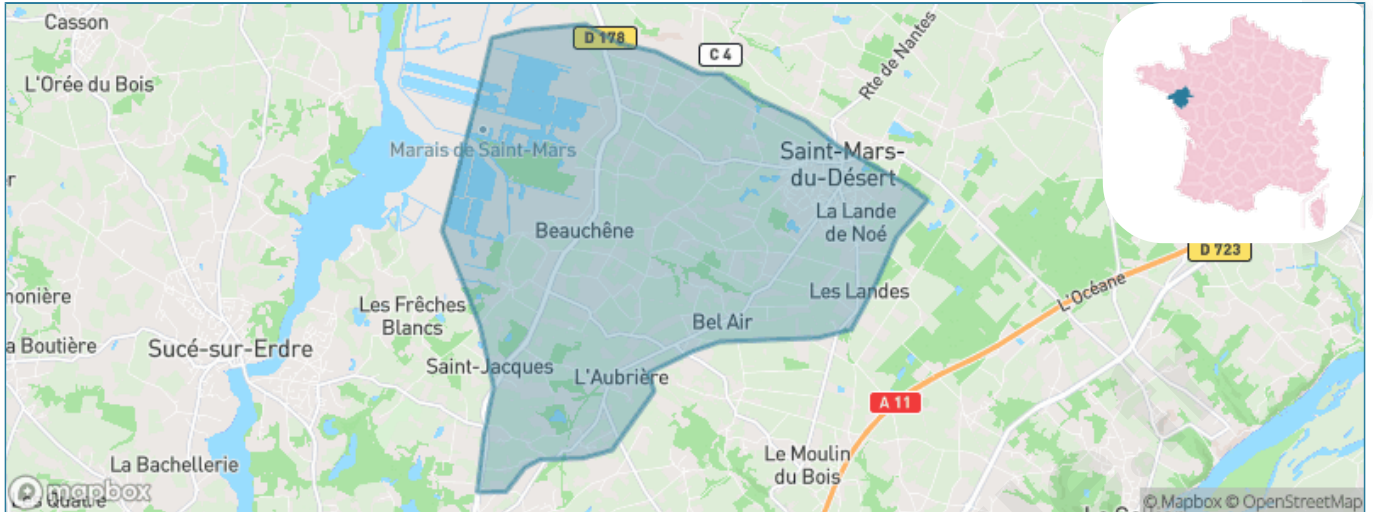 Casson
D 178
C 4
Rte de Nantes
L'Orée du Bois
Marais de Saint-Mars
Saint-Mars-
du-Désert
r
Beauchêne
La Lande
de Noé
D 723
nonière
Les Frêches
Blancs
Les Landes
L'Océane
Bel Air
a Boutière
Sucé-sur-Erdre
Saint-Jacques
L'Aubrière
A 11
La Bachellerie
Le Moulin
du Bois
mapbox
© Mapbox © OpenStreetMap